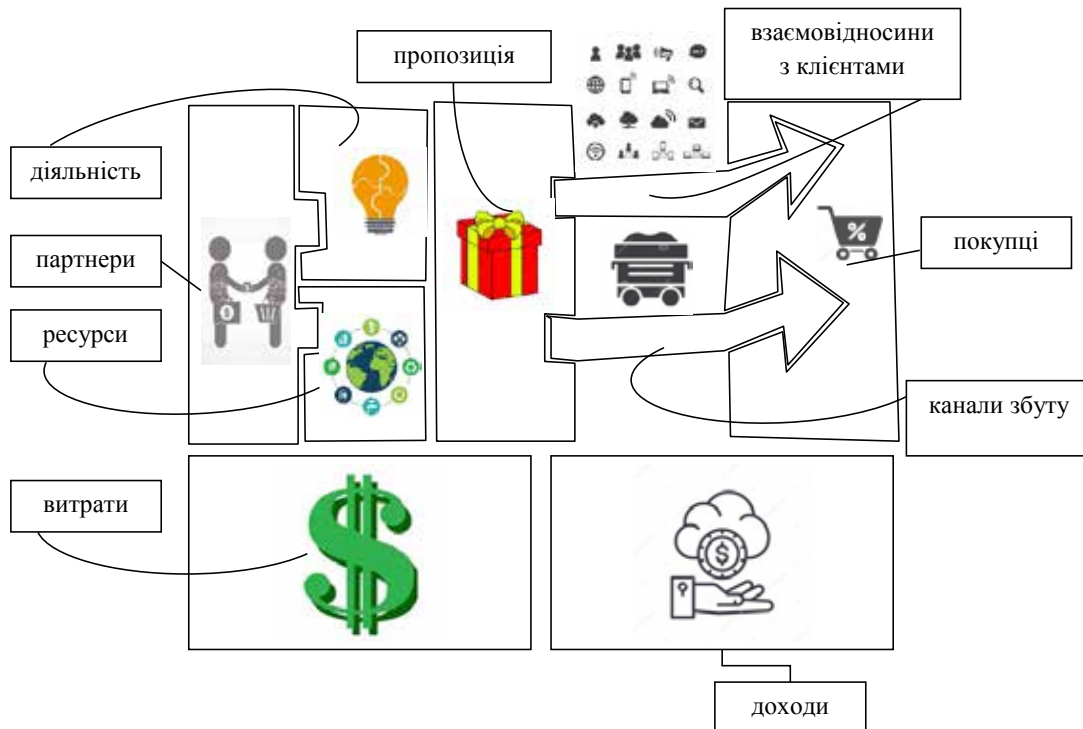 взаємовідносини
з клієнтами
пропозиція
діяльність
партнери
покупці
ресурси
канали збуту
витрати
доходи